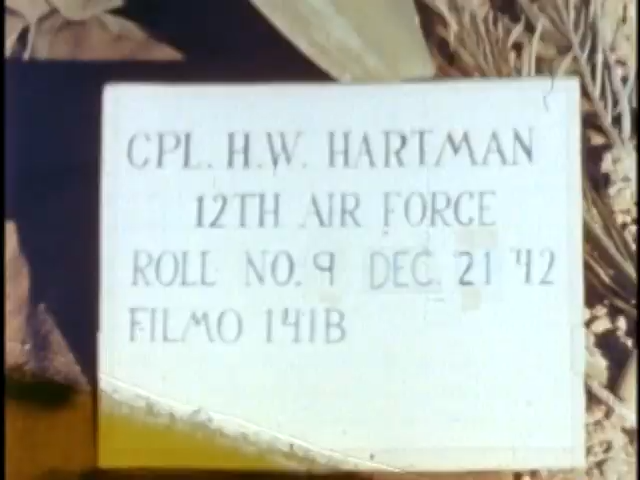 CPL. H.W. HARTMAN
12TH AIR FORCE
ROLL NO. 9 DEC. 21 '42
FILMO 141B